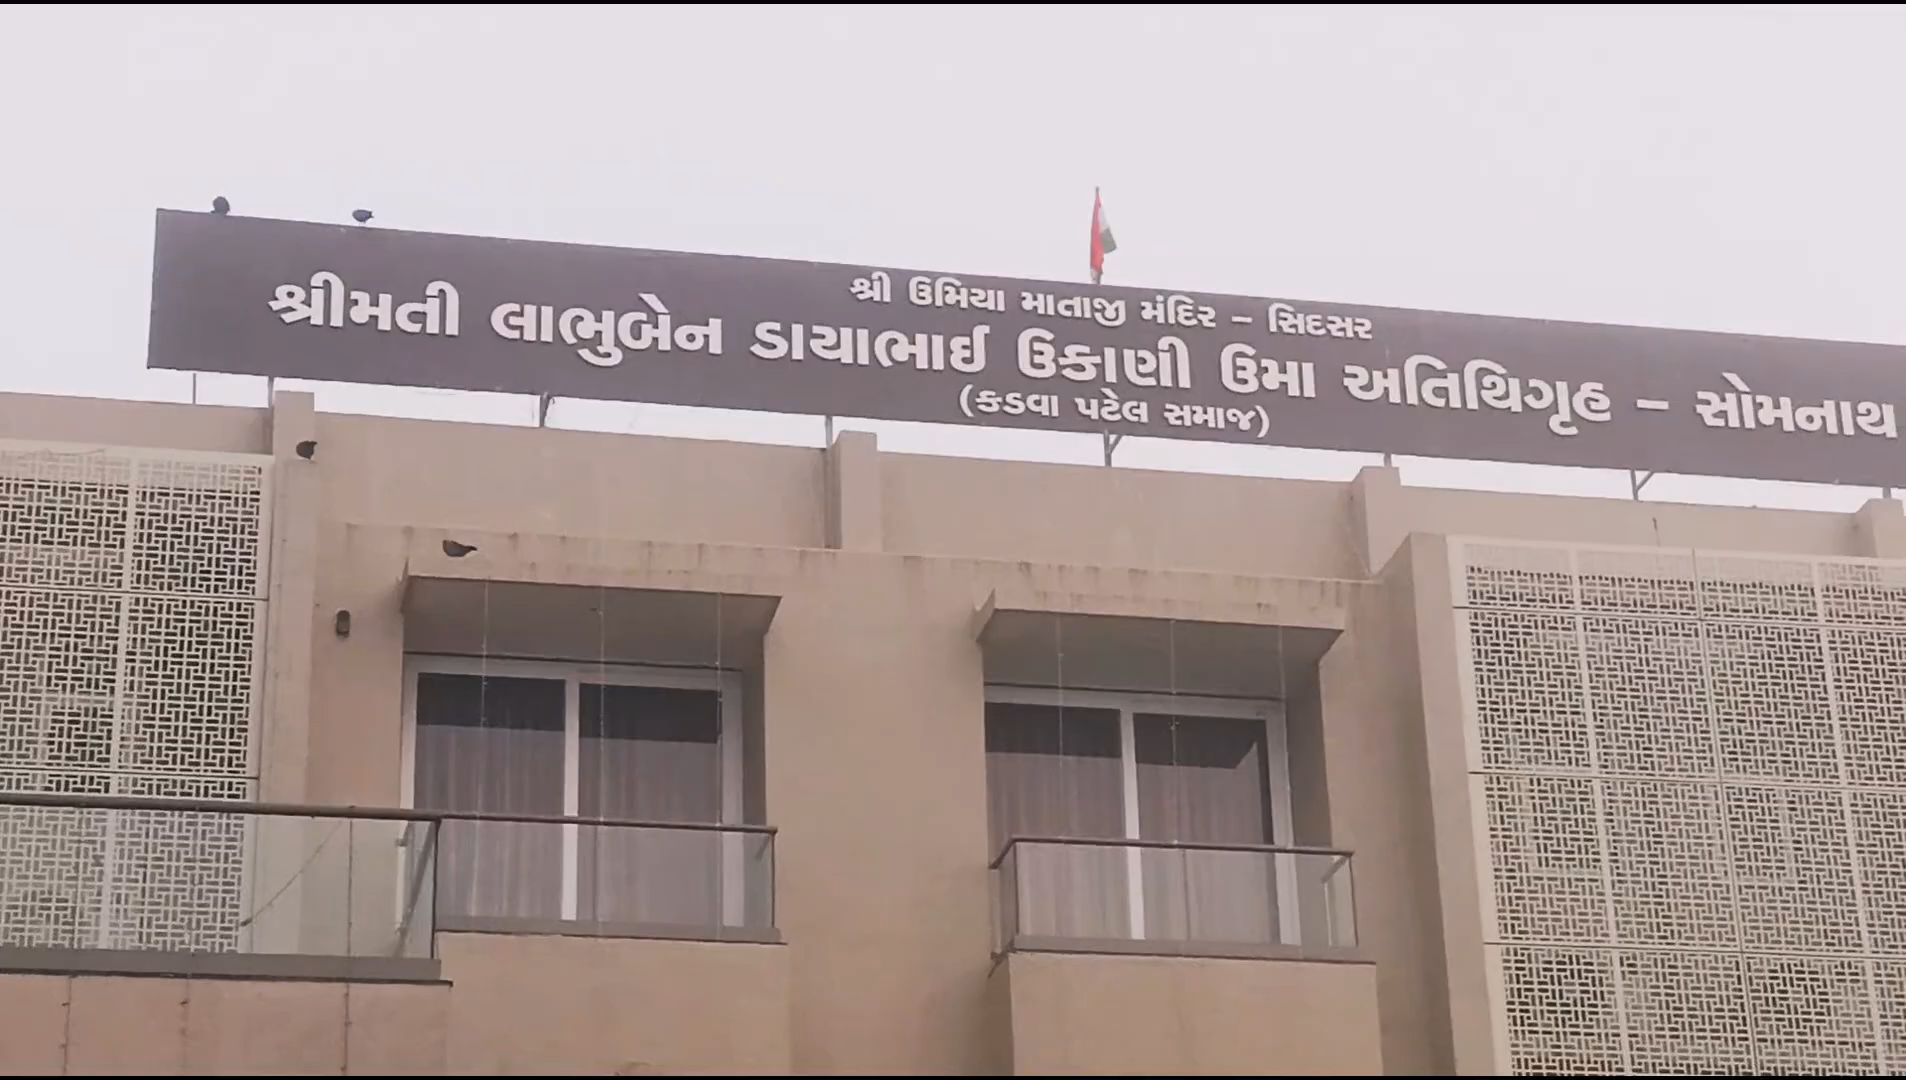 શ્રી ઉમિયા માતાજી મંદિર – સિદસર
શ્રીમતી લાભુબેન ડાયાભાઈ ઉકાણી ઉમા અતિથિગૃહ – સોમનાથ
(કડવા પટેલ સમાજ)